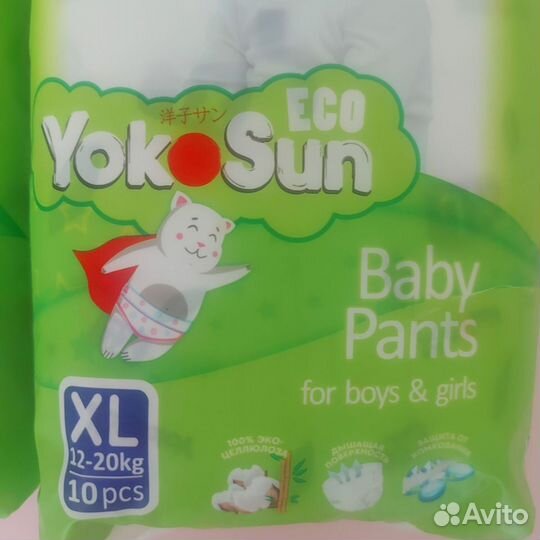 洋子サン
ECO
YokoSun
Baby
Pants
for boys & girls
XL
12-20kg
10 pcs
100% ЭКО-
ЦЕЛЛЮЛОЗА
ДЫШАЩАЯ
ПОВЕРХНОСТЬ
ЗАЩИТА ОТ
КОМКОВАНИЯ
Avito